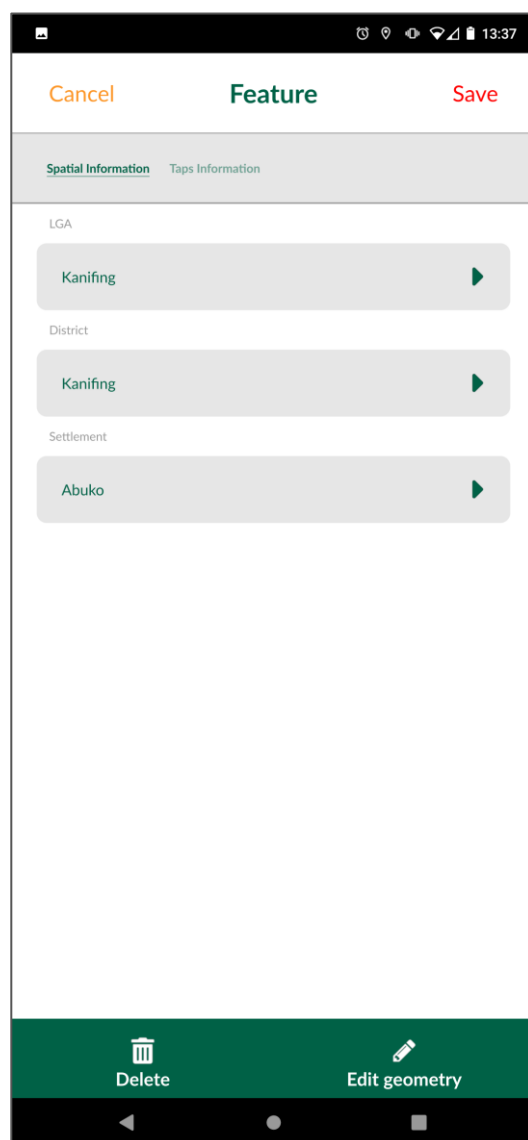 13:37
Cancel Feature Save
Spatial Information Taps Information
LGA
Kanifing
District
Kanifing
Settlement
Abuko
Delete Edit geometry